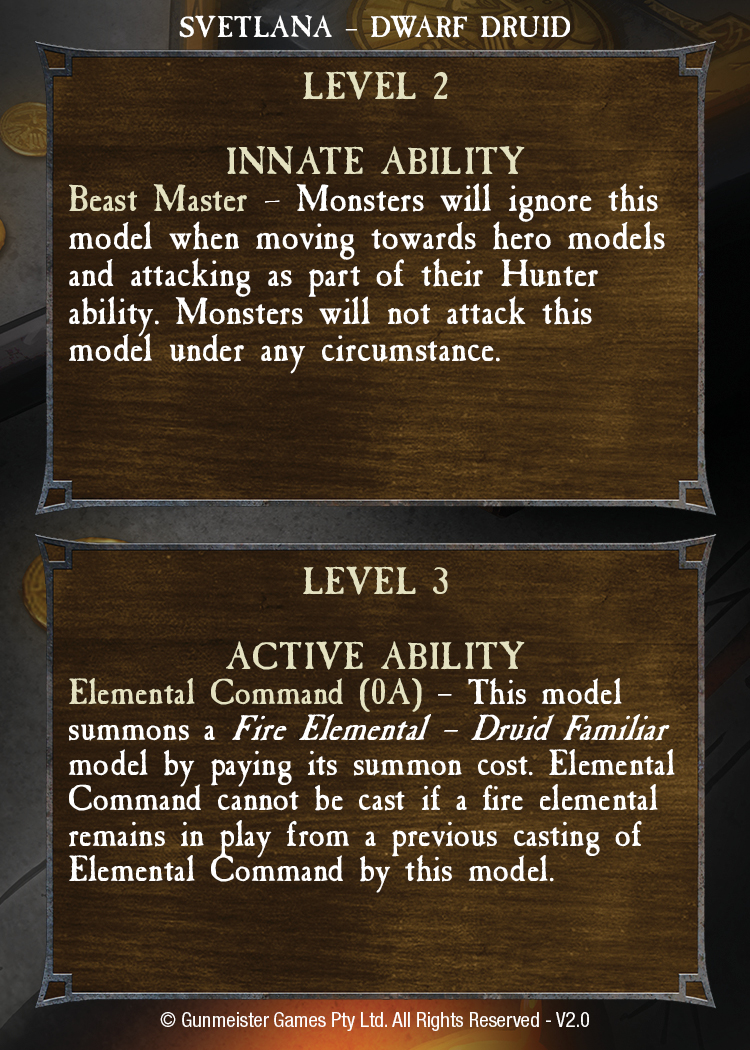 SVETLANA – DWARF DRUID
LEVEL 2
INNATE ABILITY
Beast Master – Monsters will ignore this
model when moving towards hero models
and attacking as part of their Hunter
ability. Monsters will not attack this
model under any circumstance.
LEVEL 3
ACTIVE ABILITY
Elemental Command (0A) – This model
summons a Fire Elemental – Druid Familiar
model by paying its summon cost. Elemental
Command cannot be cast if a fire elemental
remains in play from a previous casting of
Elemental Command by this model.
© Gunmeister Games Pty Ltd. All Rights Reserved - V2.0